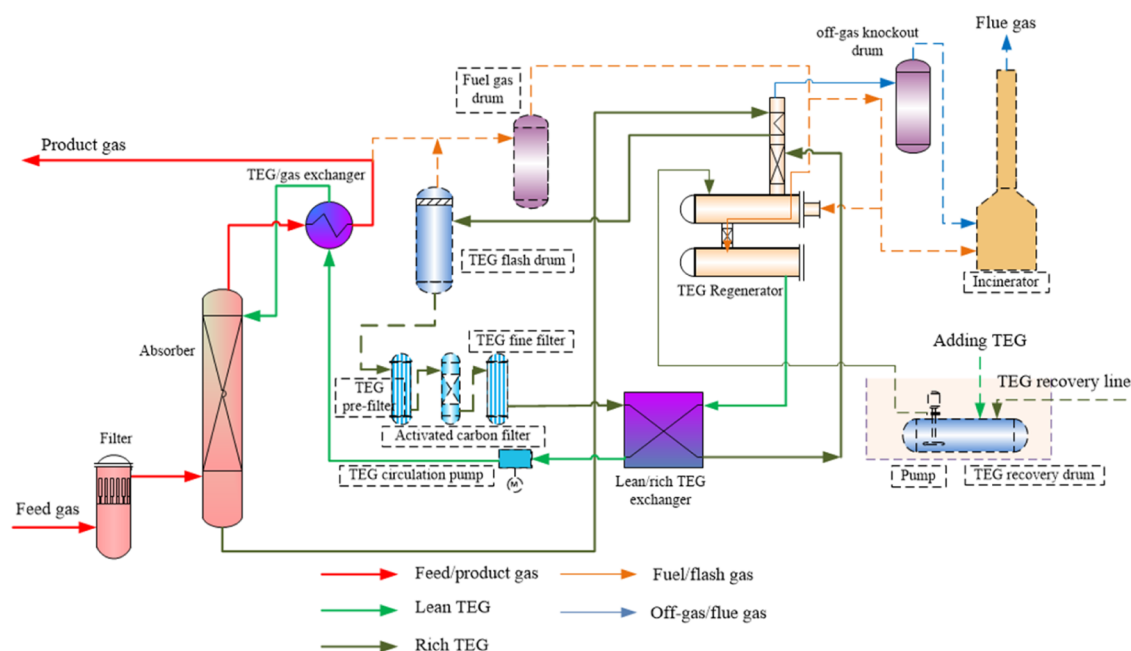 Flue gas
off-gas knockout
drum
Fuel gas
drum
Product gas
TEG/gas exchanger
TEG flash drum
TEG Regenerator
Incinerator
Absorber
TEG fine filter
Adding TEG
TEG
pre-filter
TEG recovery line
Activated carbon filter
Filter
TEG circulation pump
M
Lean/rich TEG
exchanger
Pump
TEG recovery drum
Feed gas
Feed/product gas
Fuel/flash gas
Lean TEG
Off-gas/flue gas
Rich TEG